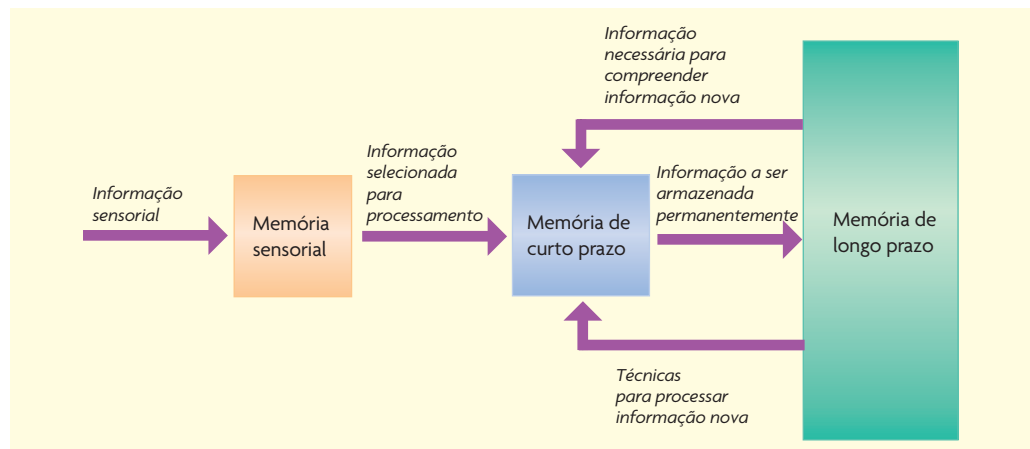 Informação
sensorial
Memória
sensorial
Informação
selecionada
para
processamento
Informação
necessária para
compreender
informação nova
Memória de
curto prazo
Informação a ser
armazenada
permanentemente
Técnicas
para processar
informação nova
Memória de
longo prazo